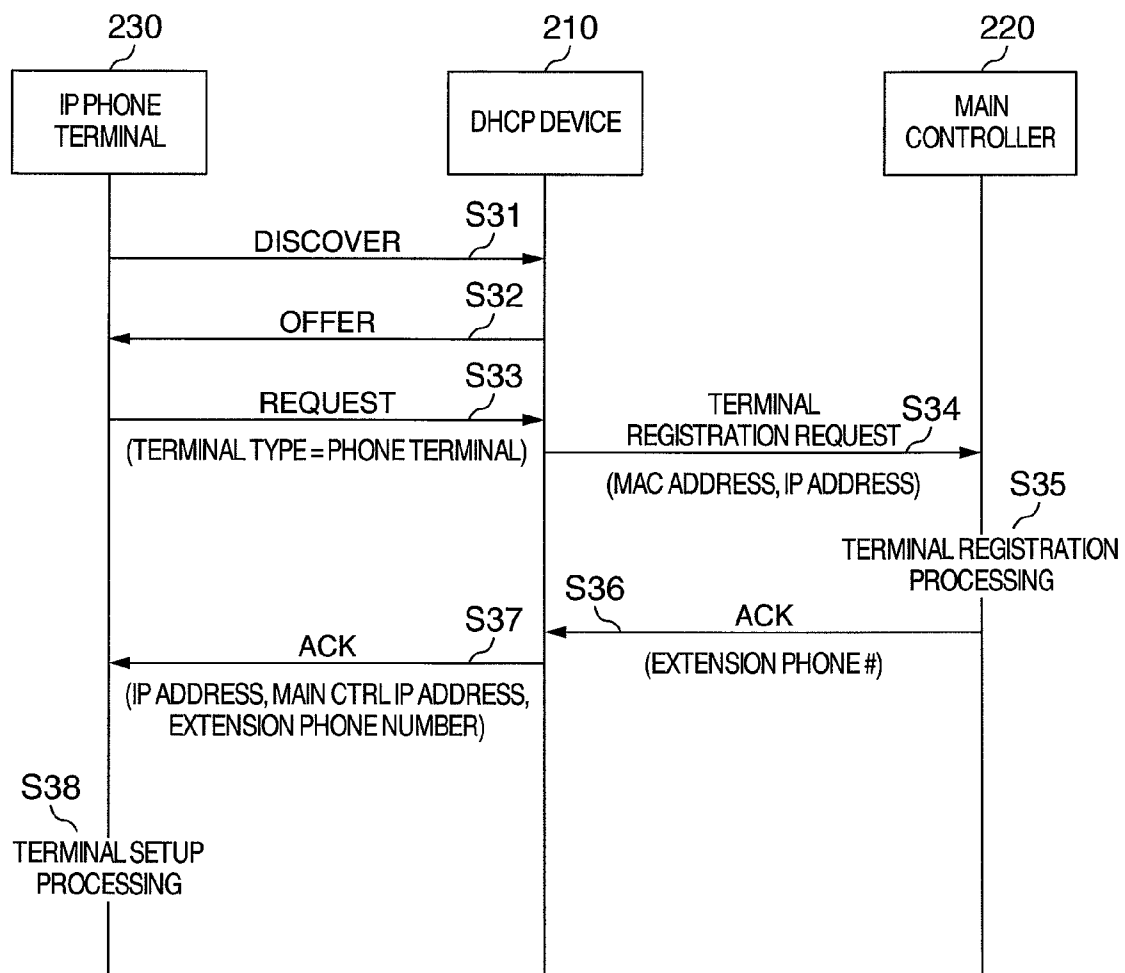 230
210
220
IP PHONE
TERMINAL
DHCP DEVICE
MAIN
CONTROLLER
S31
DISCOVER
S32
OFFER
S33
REQUEST
(TERMINAL TYPE = PHONE TERMINAL)
TERMINAL
REGISTRATION REQUEST
S34
(MAC ADDRESS, IP ADDRESS)
S35
TERMINAL REGISTRATION
PROCESSING
S36
ACK
(EXTENSION PHONE #)
S37
ACK
(IP ADDRESS, MAIN CTRL IP ADDRESS,
EXTENSION PHONE NUMBER)
S38
TERMINAL SETUP
PROCESSING